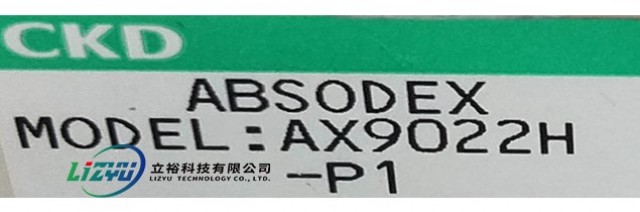 CKD
ABSODEX
MODEL:AX9022H
-P1
LiZYU 立裕科技有限公司
LIZYU TECHNOLOGY CO., LTD.